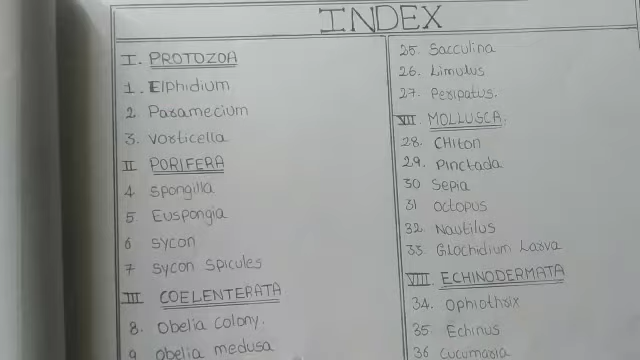 INDEX
I. PROTOZOA
1. Elphidium
2. Paramecium
3. Vorticella
II PORIFERA
4. Spongilla
5. Euspongia
6 Sycon
7 Sycon Spicules
III COELENTERATA
8. Obelia colony.
9 Obelia medusa
25. Sacculina
26. Limulus
27. Peripatus.
VII MOLLUSCA.
28. CHiton
29. Pinctada
30 Sepia
31 Octopus
32. Nautilus
33. Glochidium Larva
VIII. ECHINODERMATA
34. Ophiothrix
35. Echinus
36 Cucumaria